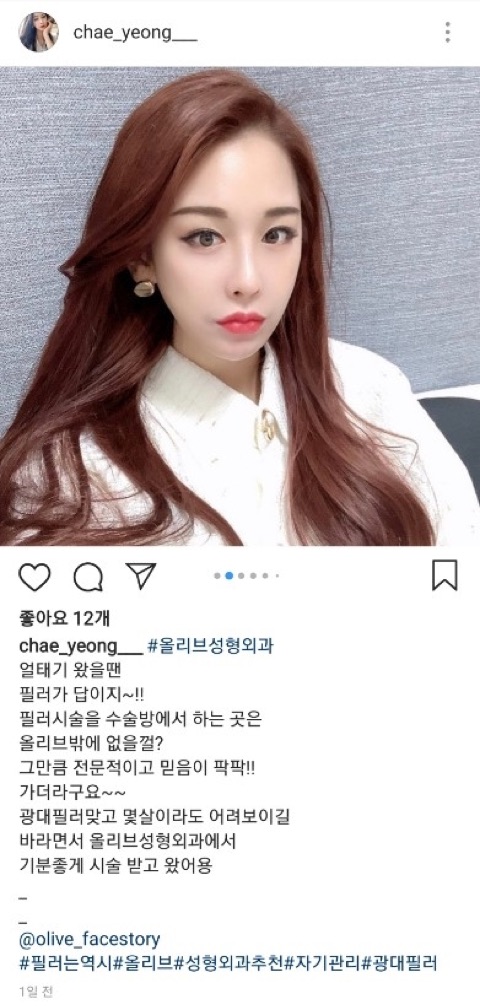 chae_yeong___
좋아요 12개
chae_yeong___ #올리브성형외과
얼태기 왔을땐
필러가 답이지~!!
필러시술을 수술방에서 하는 곳은
올리브밖에 없을껄?
그만큼 전문적이고 믿음이 팍팍!!
가더라구요~~
광대필러맞고 몇살이라도 어려보이길
바라면서 올리브성형외과에서
기분좋게 시술 받고 왔어용
_
_
@olive_facestory
#필러는역시#올리브#성형외과추천#자기관리#광대필러
1일 전